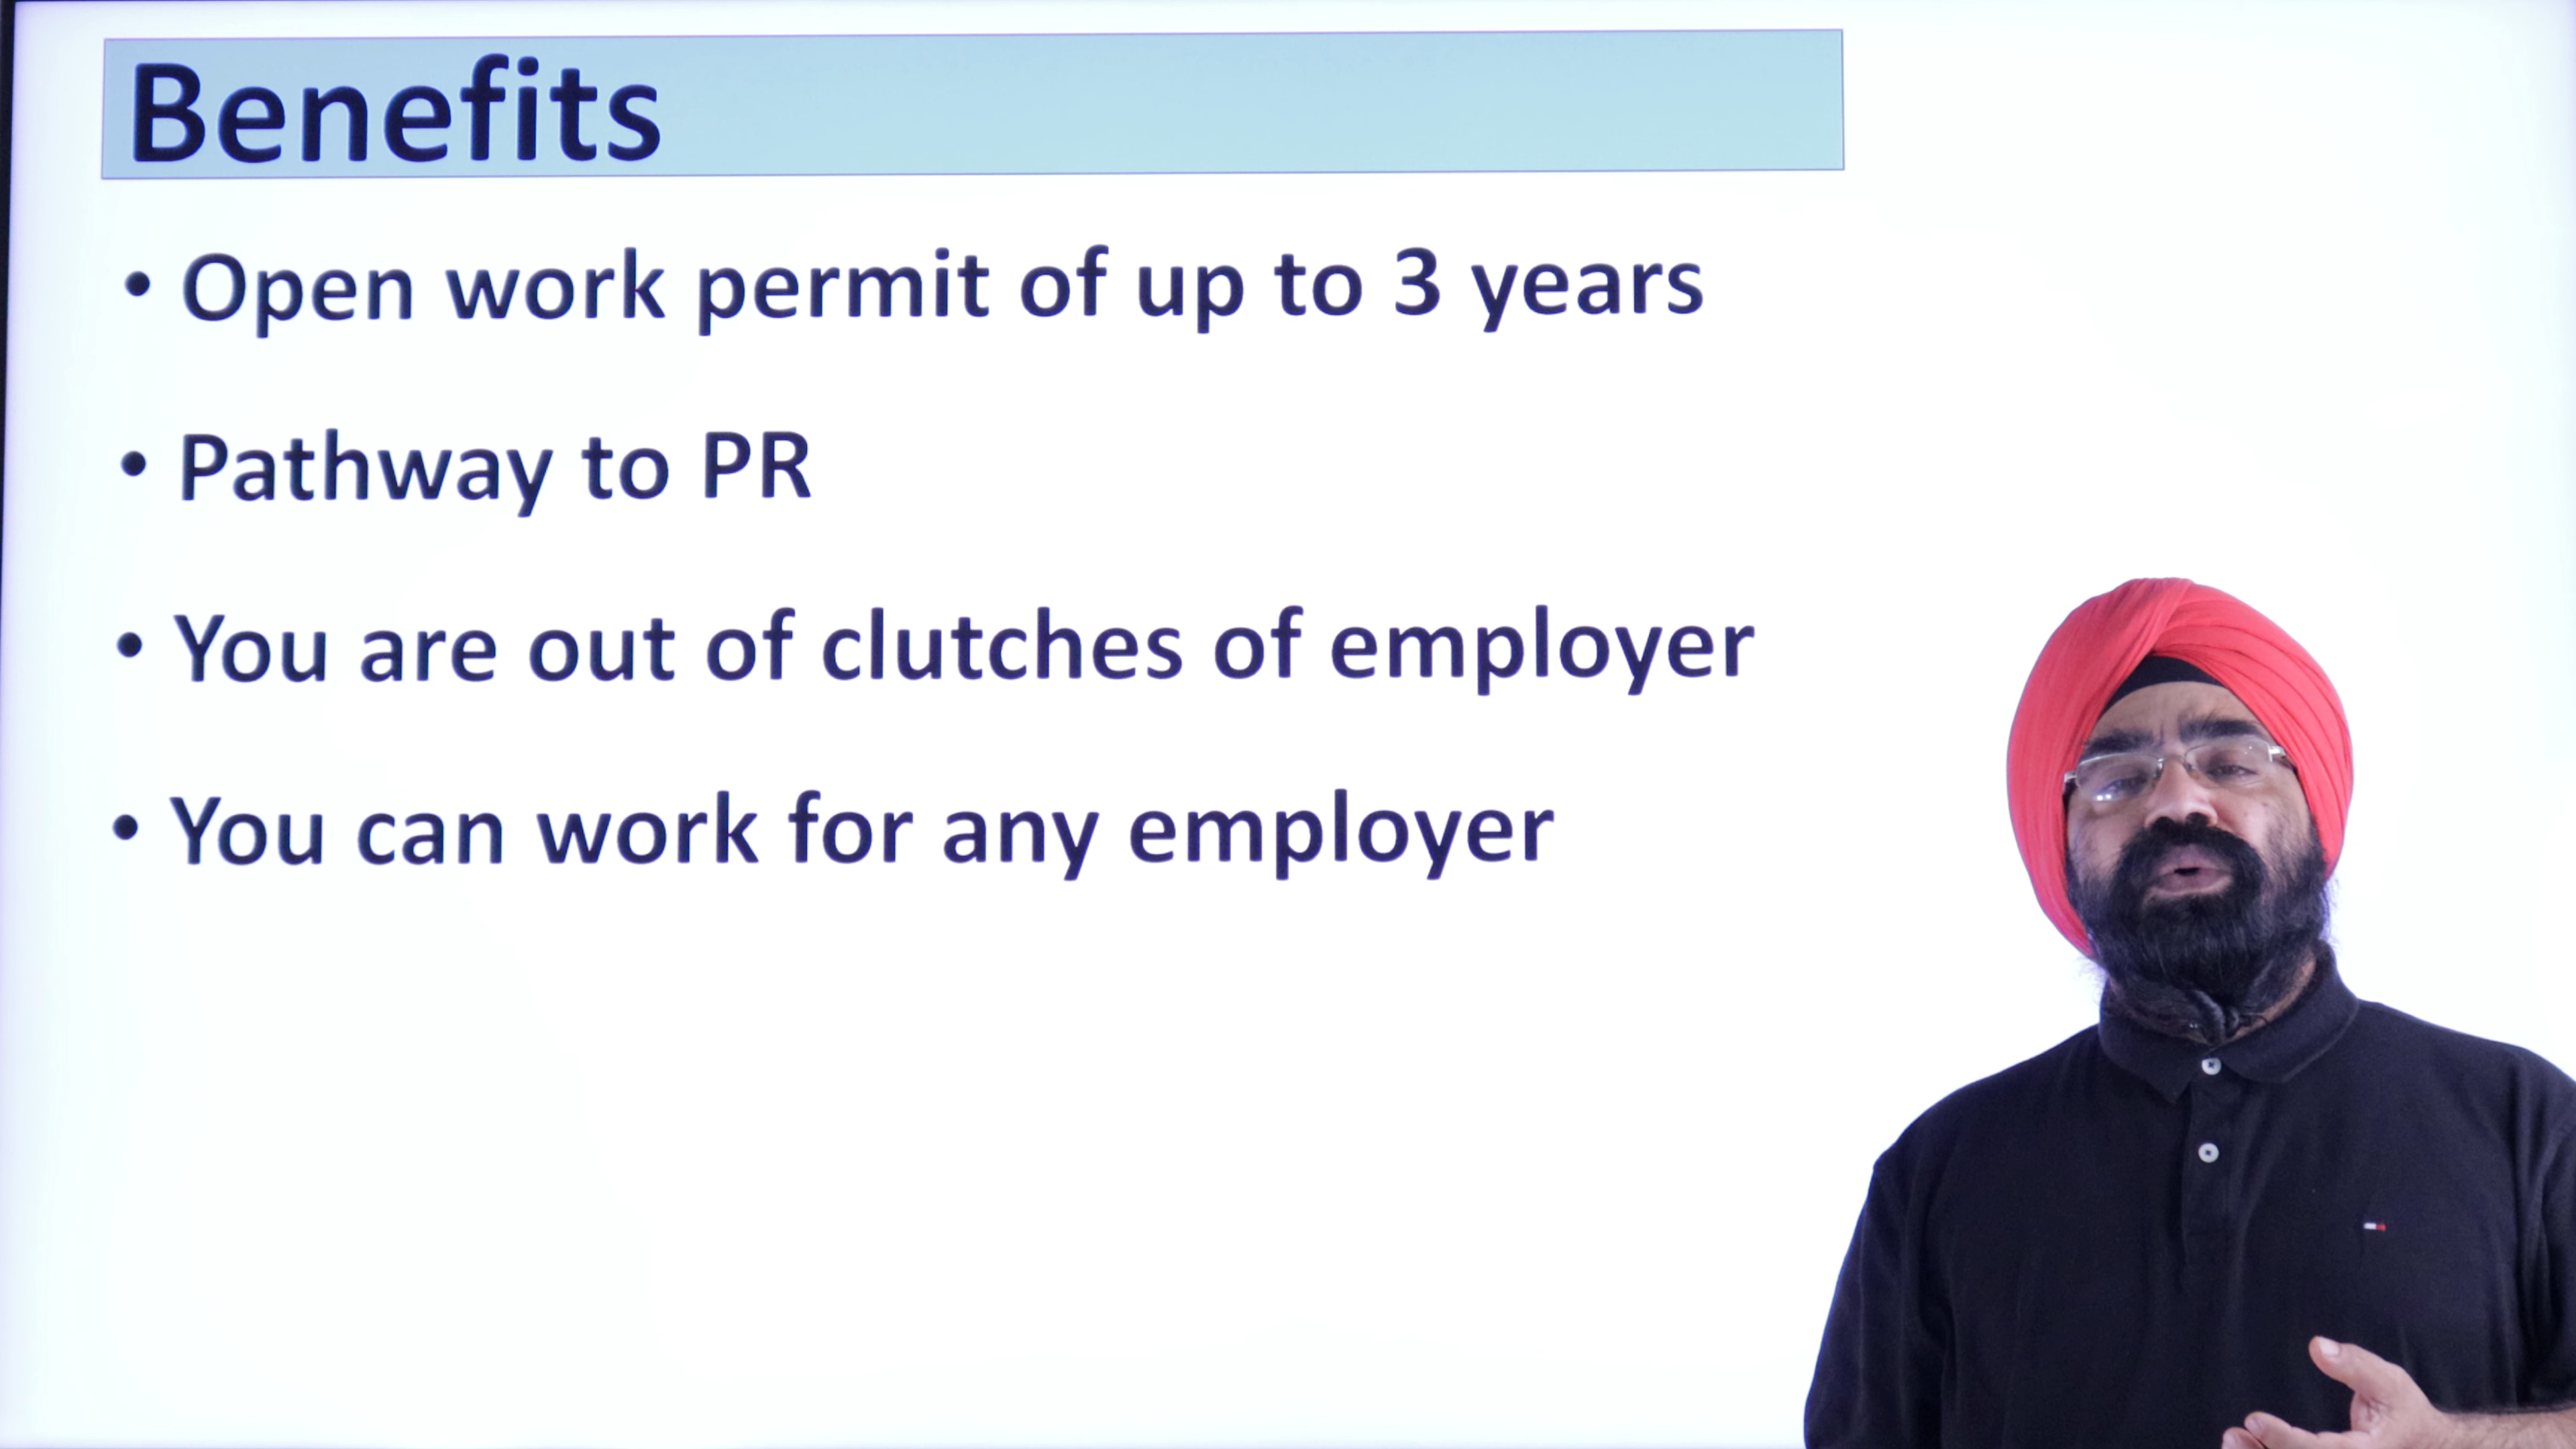 Benefits
• Open work permit of up to 3 years
• Pathway to PR
• You are out of clutches of employer
• You can work for any employer